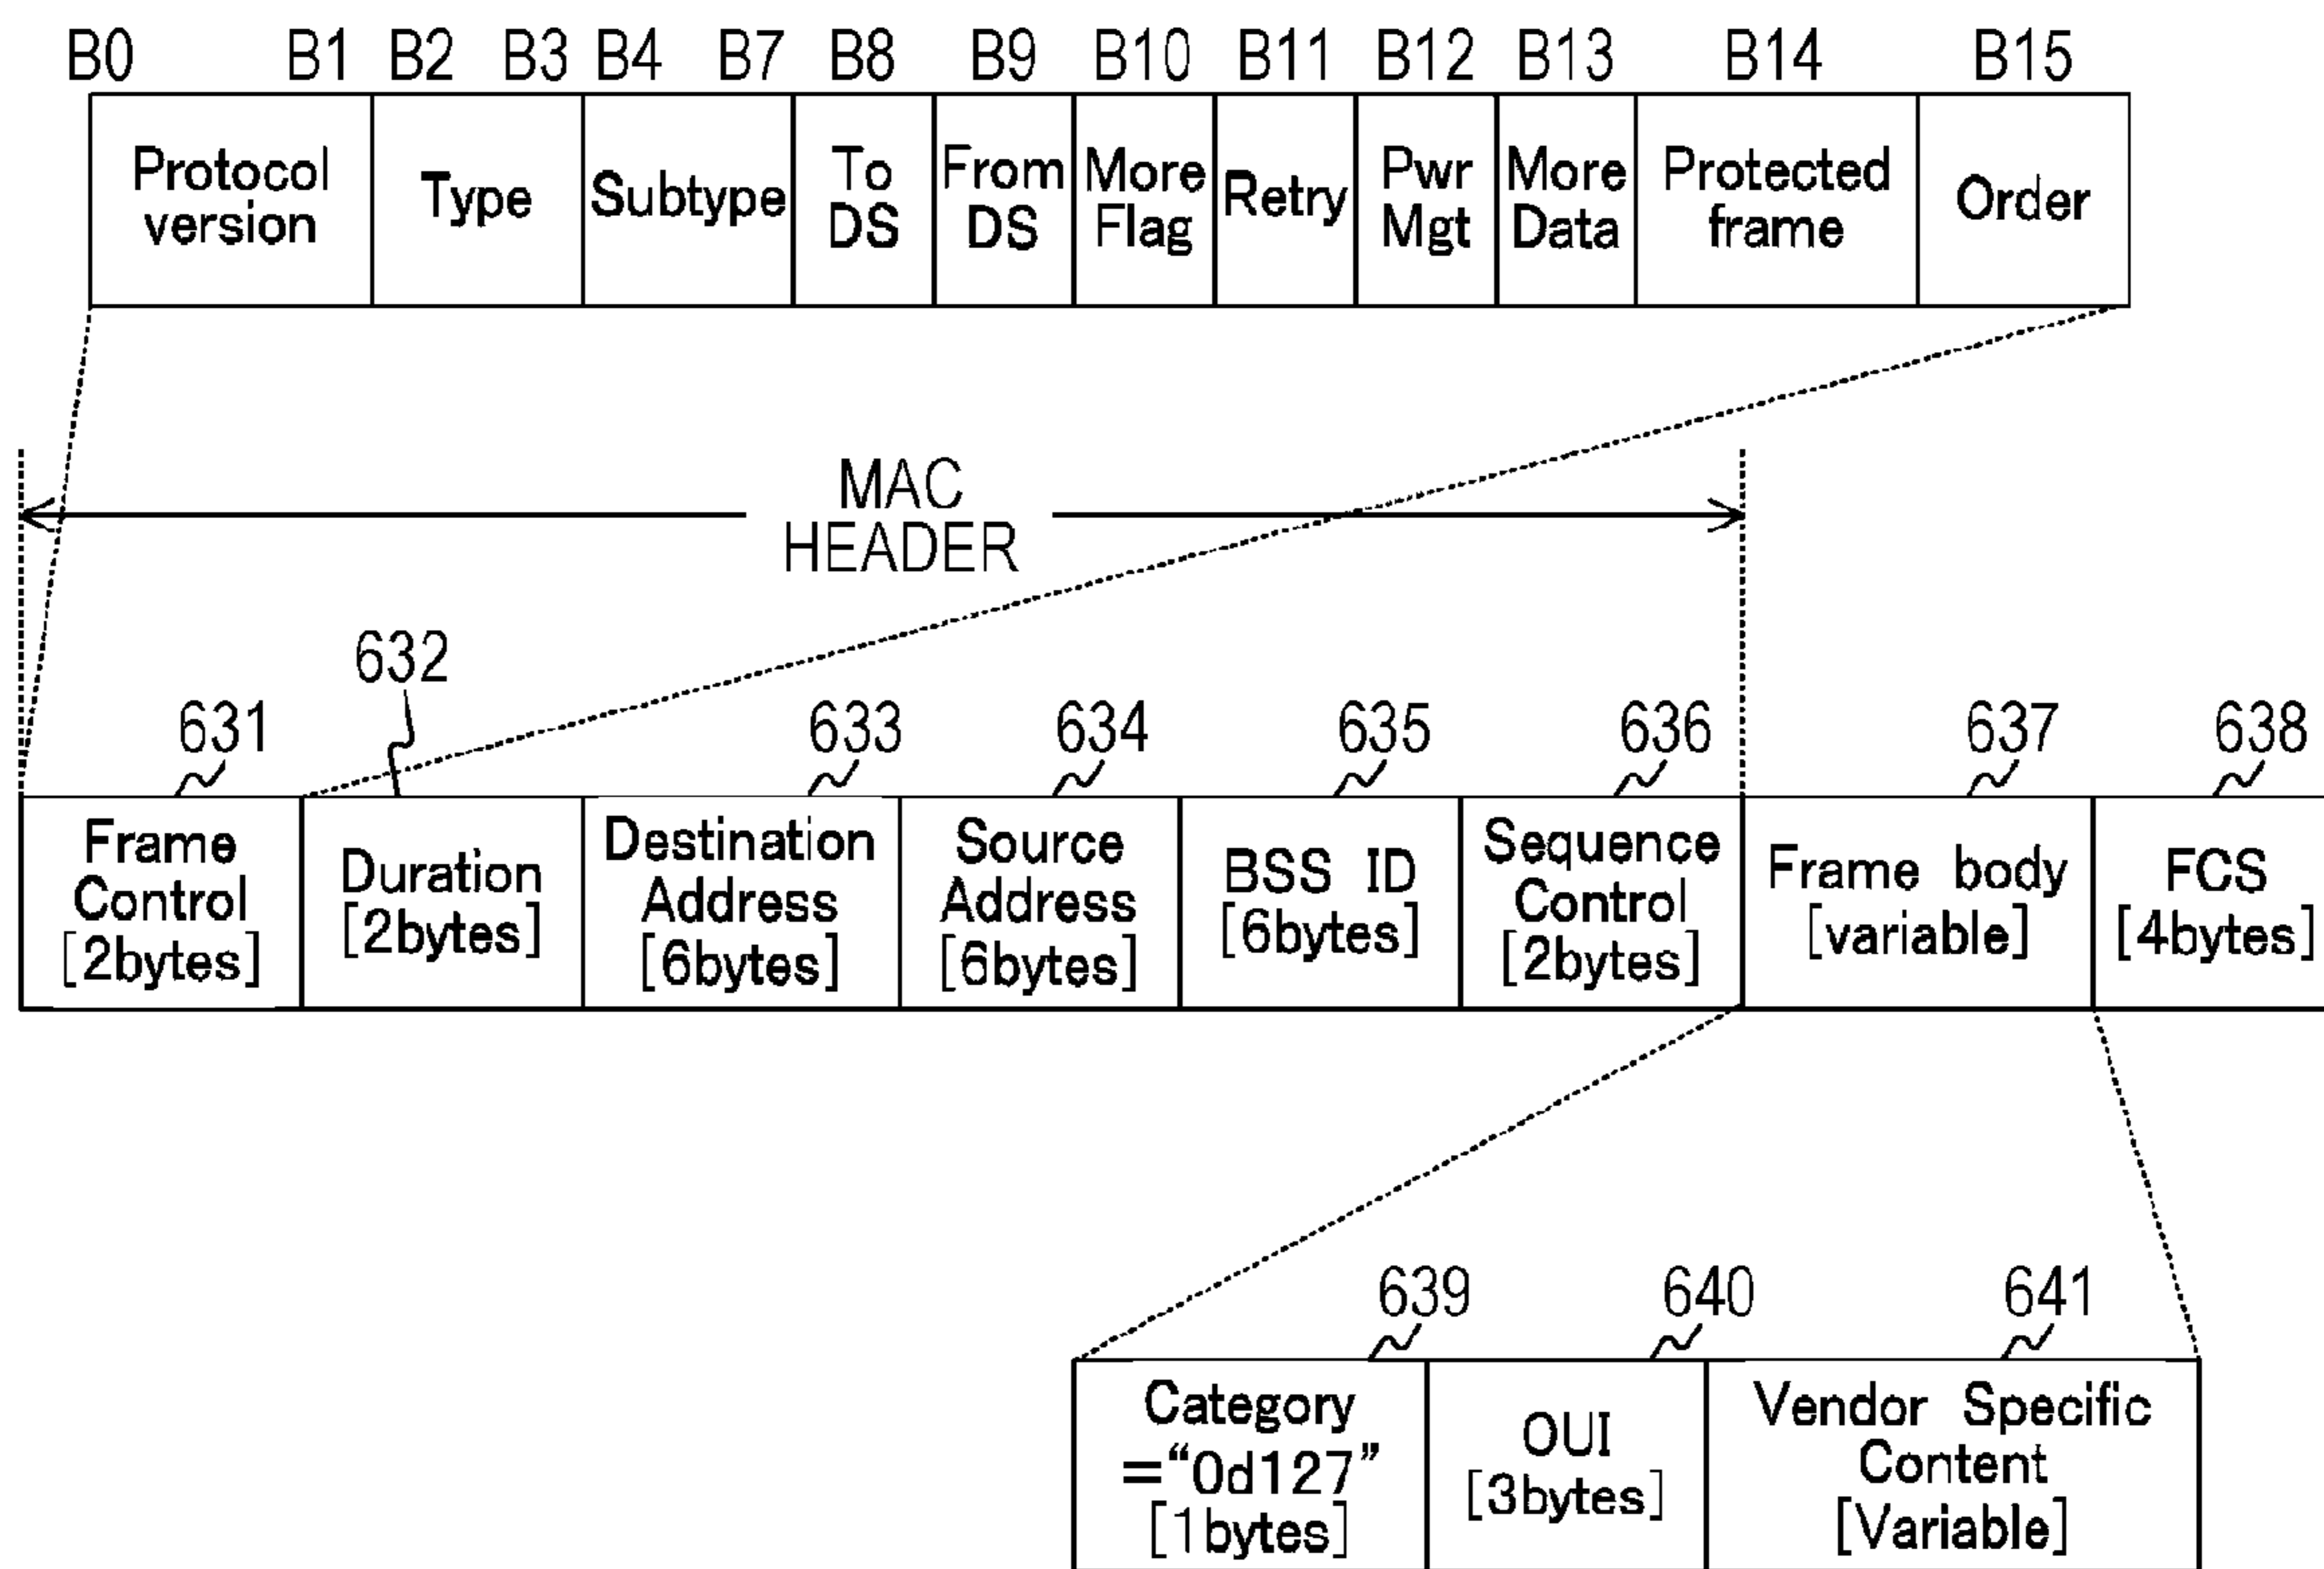 B0 B1 B2 B3 B4 B7 B8 B9 B10 B11 B12 B13 B14 B15
Protocol
version
Type
Subtype
To
DS
From
DS
More
Flag
Retry
Pwr
Mgt
More
Data
Protected
frame
Order
MAC
HEADER
631
632
633
634
635
636
637
638
Frame
Control
[2bytes]
Duration
[2bytes]
Destination
Address
[6bytes]
Source
Address
[6bytes]
BSS ID
[6bytes]
Sequence
Control
[2bytes]
Frame body
[variable]
FCS
[4bytes]
639
640
641
Category
=“0d127”
[1bytes]
OUI
[3bytes]
Vendor Specific
Content
[Variable]